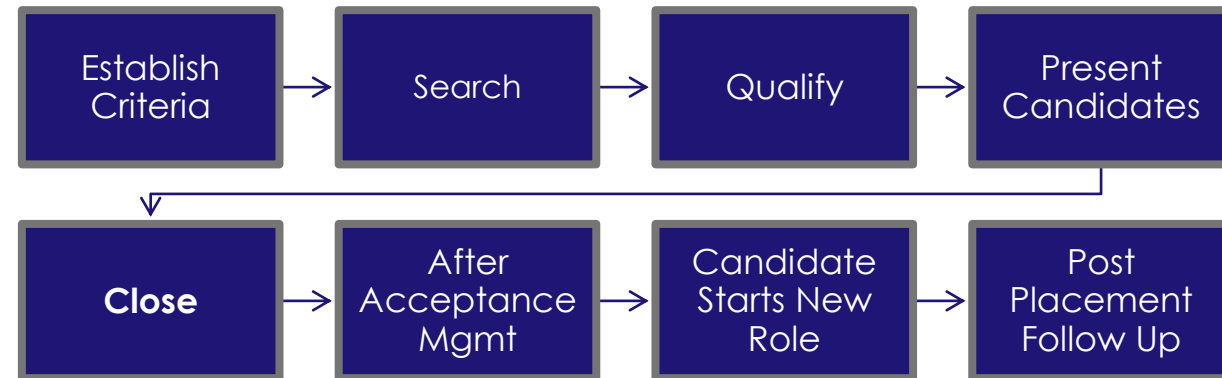 Establish
Criteria
Search
Qualify
Present
Candidates
Close
After
Acceptance
Mgmt
Candidate
Starts New
Role
Post
Placement
Follow Up